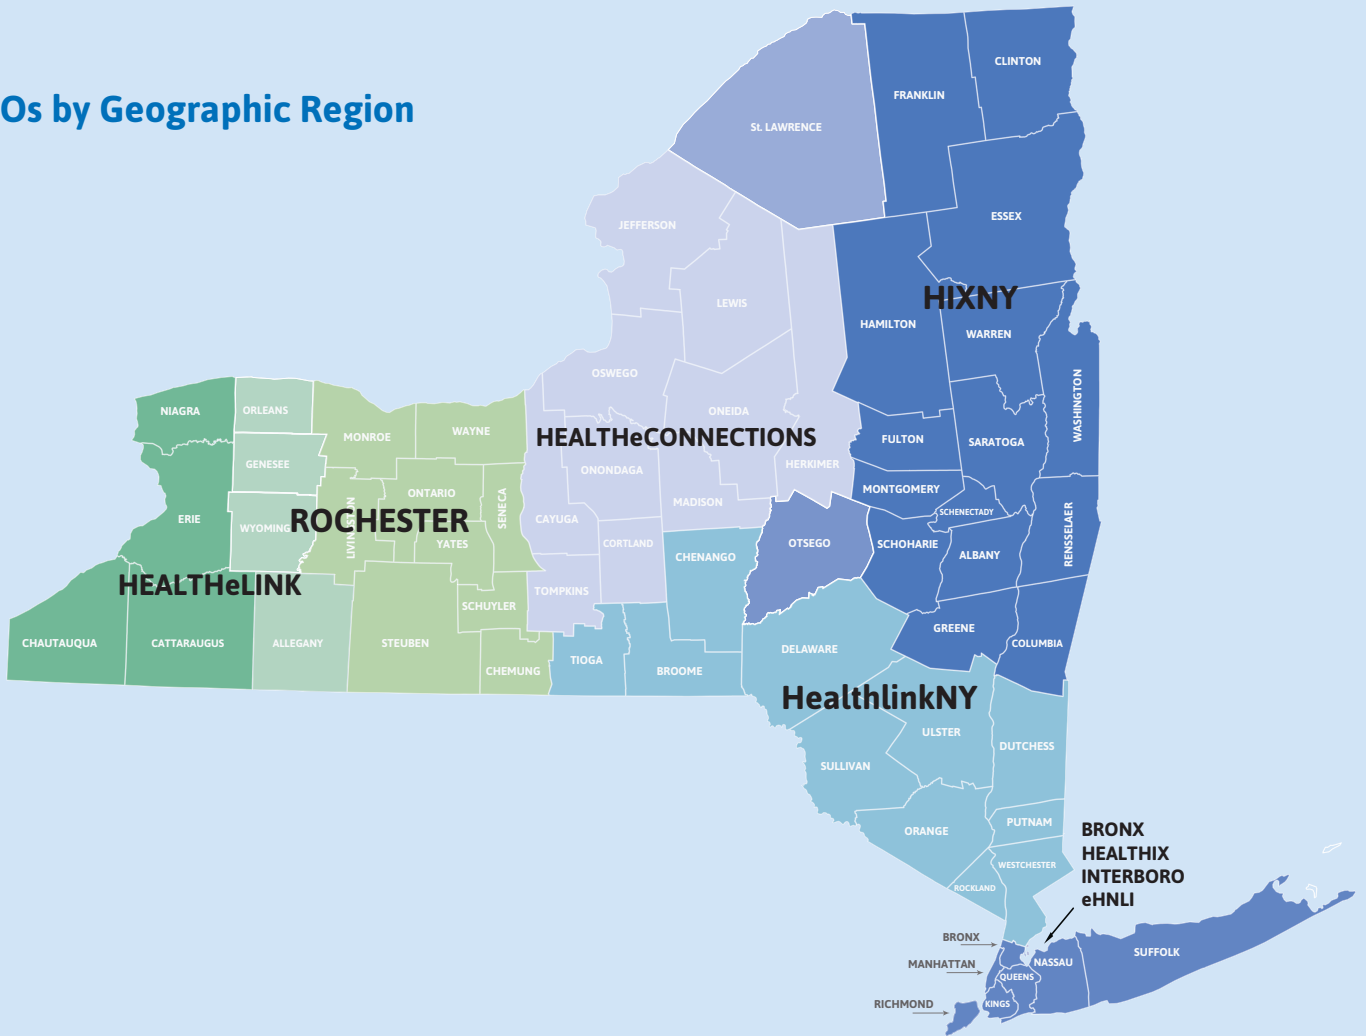 Os by Geographic Region
CLINTON
FRANKLIN
St. LAWRENCE
ESSEX
JEFFERSON
LEWIS
HIXNY
HAMILTON
WARREN
OSWEGO
WASHINGTON
NIAGRA
ORLEANS
ONEIDA
MONROE
WAYNE
HEALTHeCONNECTIONS
FULTON
SARATOGA
GENESEE
ONONDAGA
HERKIMER
ONTARIO
SENECA
MADISON
MONTGOMERY
SCHENECTADY
ERIE
WYOMING
LIVINGSTON
ROCHESTER
CAYUGA
YATES
CORTLAND
CHENANGO
OTSEGO
SCHOHARIE
ALBANY
RENSSELAER
HEALTHeLINK
TOMPKINS
SCHUYLER
GREENE
CHAUTAUQUA
CATTARAUGUS
ALLEGANY
STEUBEN
CHEMUNG
TIOGA
BROOME
DELAWARE
COLUMBIA
HealthlinkNY
ULSTER
DUTCHESS
SULLIVAN
ORANGE
PUTNAM
BRONX
HEALTHIX
INTERBORO
eHNLI
WESTCHESTER
ROCKLAND
BRONX
MANHATTAN
NASSAU
SUFFOLK
QUEENS
RICHMOND
KINGS